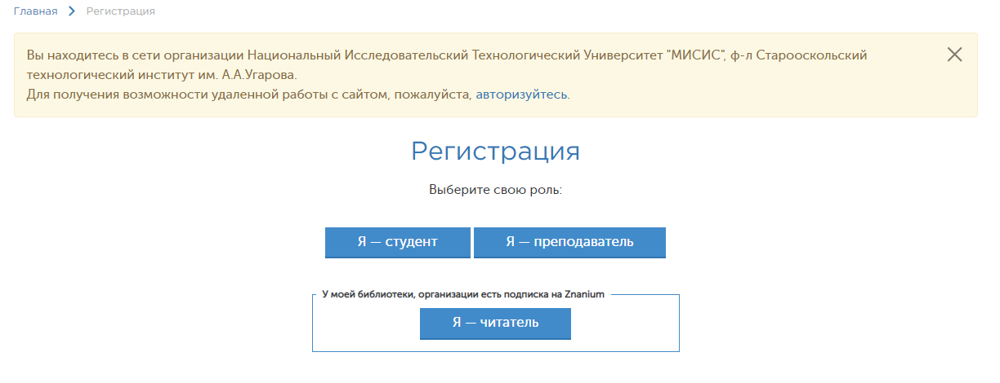 Главная > Регистрация
Вы находитесь в сети организации Национальный Исследовательский Технологический Университет "МИСИС", ф-л Старооскольский
технологический институт им. А.А.Угарова.
Для получения возможности удаленной работы с сайтом, пожалуйста, авторизуйтесь.
Регистрация
Выберите свою роль:
Я — студент Я — преподаватель
У моей библиотеки, организации есть подписка на Znanium
Я — читатель